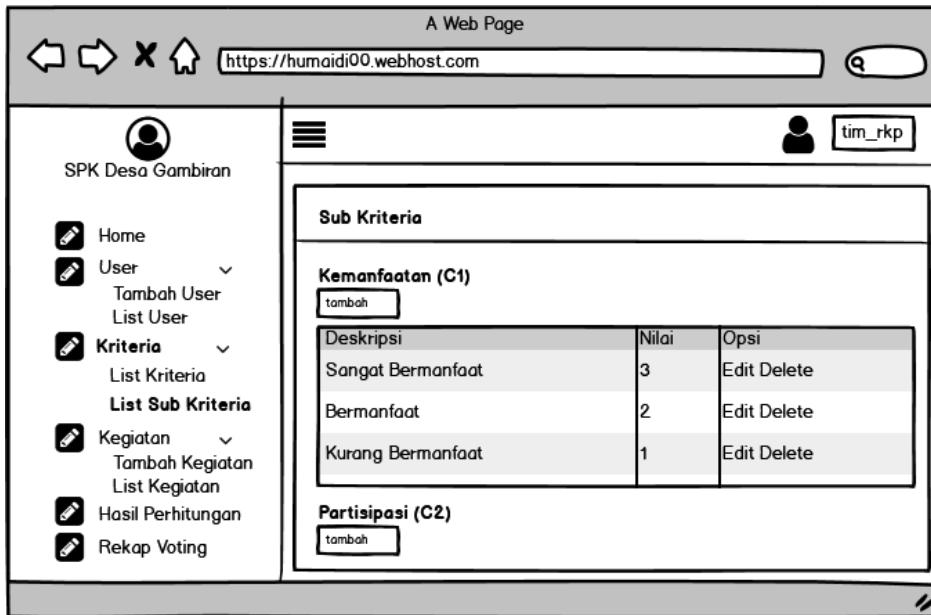 A Web Page
https://humaidi00.webhost.com
SPK Desa Gambiran
Home
User
Tambah User
List User
Kriteria
List Kriteria
List Sub Kriteria
Kegiatan
Tambah Kegiatan
List Kegiatan
Hasil Perhitungan
Rekap Voting
tim_rkp
Sub Kriteria
Kemanfaatan (C1)
tambah
Deskripsi Nilai Opsi
Sangat Bermanfaat 3 Edit Delete
Bermanfaat 2 Edit Delete
Kurang Bermanfaat 1 Edit Delete
Partisipasi (C2)
tambah